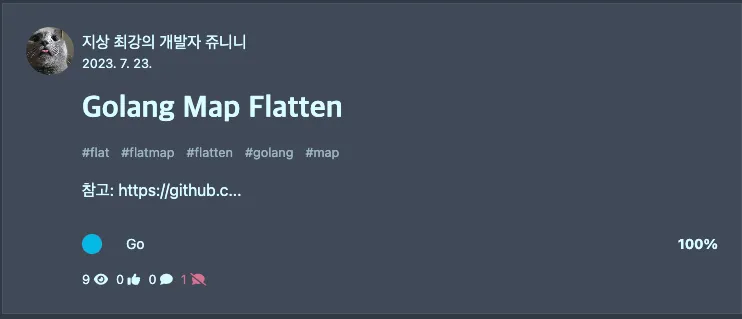 지상 최강의 개발자 쥬니니
2023. 7. 23.
Golang Map Flatten
#flat #flatmap #flatten #golang #map
참고: https://github.c...
Go 100%
9 0 0 1